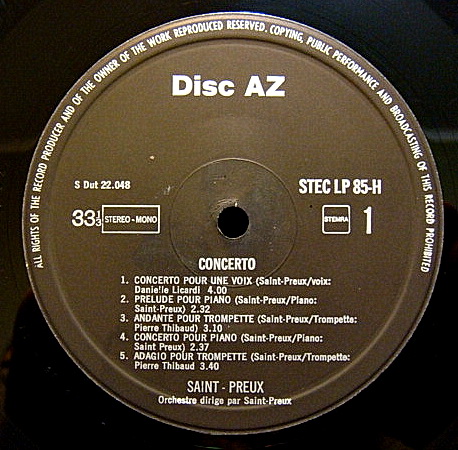 ALL RIGHTS OF THE RECORD PRODUCER AND OF THE OWNER OF THE WORK REPRODUCED RESERVED. COPYING, PUBLIC PERFORMANCE AND BROADCASTING OF THIS RECORD PROHIBITED
Disc AZ
S Dut 22.048
STEC LP 85-H
33 1/3
STEREO-MONO
STEMRA
1
CONCERTO
1. CONCERTO POUR UNE VOIX (Saint-Preux/voix:
Danielle Licardi 4.00
2. PRELUDE POUR PIANO (Saint-Preux/Piano:
Saint-Preux) 2.32
3. ANDANTE POUR TROMPETTE (Saint-Preux/Trompette:
Pierre Thibaud) 3.10
4. CONCERTO POUR PIANO (Saint-Preux/Piano:
Saint Preux) 2.37
5. ADAGIO POUR TROMPETTE (Saint-Preux/Trompette:
Pierre Thibaud 3.40
SAINT - PREUX
Orchestre dirige par Saint-Preux